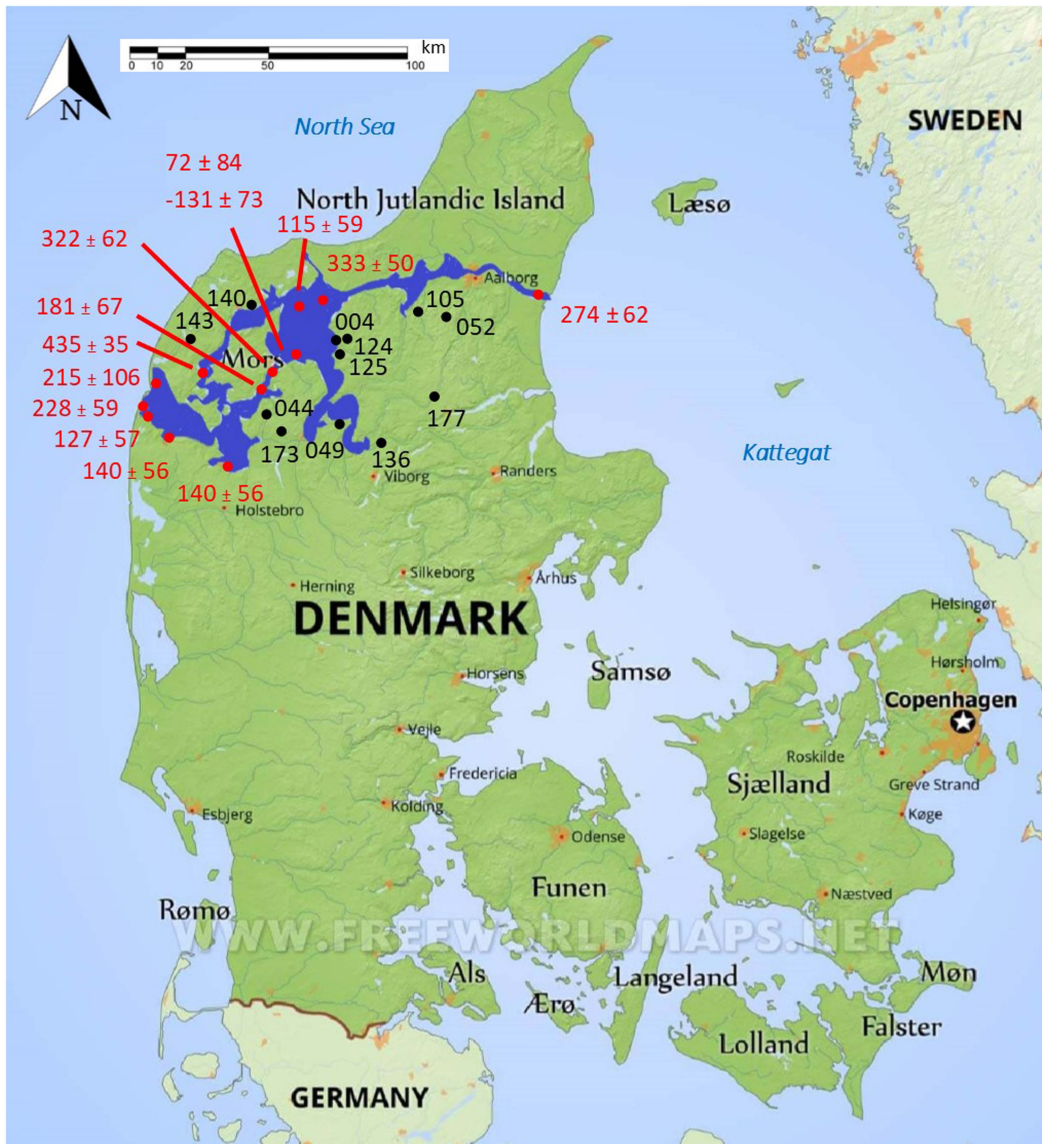 km
0 10 20 50 100
N
North Sea
SWEDEN
72 ± 84
-131 ± 73
North Jutlandic Island
Læsø
115 ± 59
322 ± 62
333 ± 50
Aalborg
140
105
181 ± 67
052
274 ± 62
143
004
435 ± 35
Mors
124
125
215 ± 106
228 ± 59
044
177
127 ± 57
173
049
136
Kattegat
140 ± 56
Viborg
Randers
140 ± 56
Holstebro
Silkeborg
Århus
Herning
DENMARK
Helsingør
Samsø
Hørsholm
Horsens
Copenhagen
Vejle
Roskilde
Fredericia
Sjælland
Greve Strand
Kolding
Esbjerg
Køge
Odense
Slagelse
Funen
Næstved
Rømø
WWW.FREEWORLDMAPS.NET
Als
Langeland
Møn
Ærø
Falster
Lolland
GERMANY